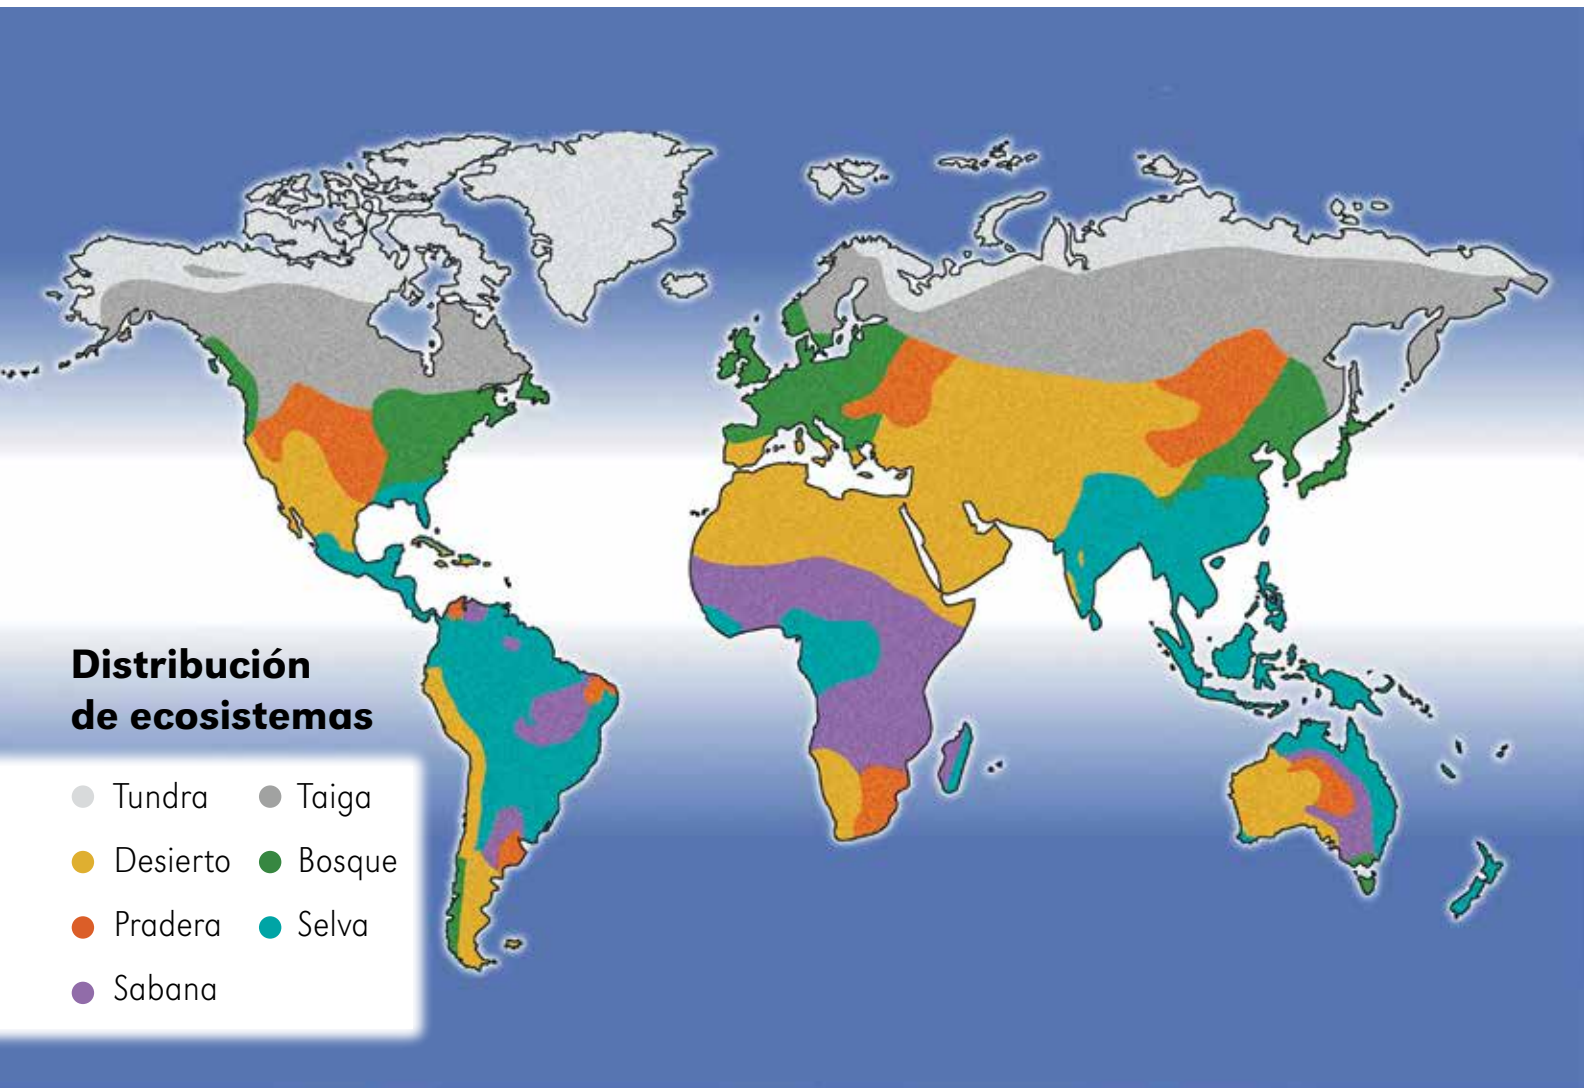 Distribución
de ecosistemas
Tundra
Taiga
Desierto
Bosque
Pradera
Selva
Sabana